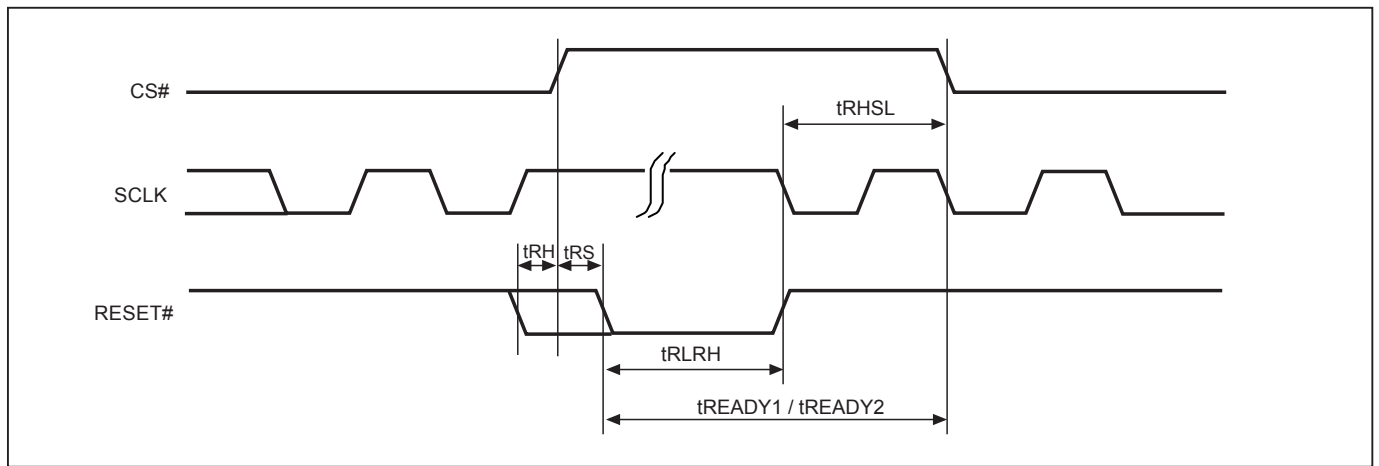 CS#
tRHSL
SCLK
tRH
tRS
RESET#
tRLRH
tREADY1 / tREADY2